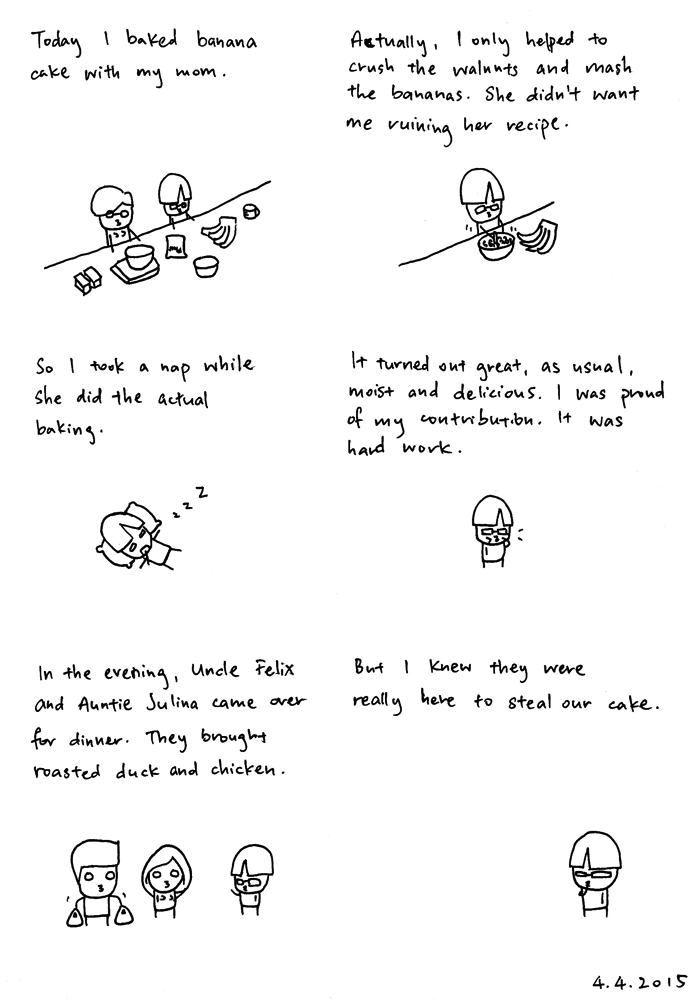 Today I baked banana
cake with my mom.
Actually, I only helped to
crush the walnuts and mash
the bananas. She didn't want
me ruining her recipe.
So I took a nap while
she did the actual
baking.
z z Z
It turned out great, as usual,
moist and delicious. I was proud
of my contribution. It was
hard work.
In the evening, Uncle Felix
and Auntie Julina came over
for dinner. They brought
roasted duck and chicken.
But I knew they were
really here to steal our cake.
4.4.2015